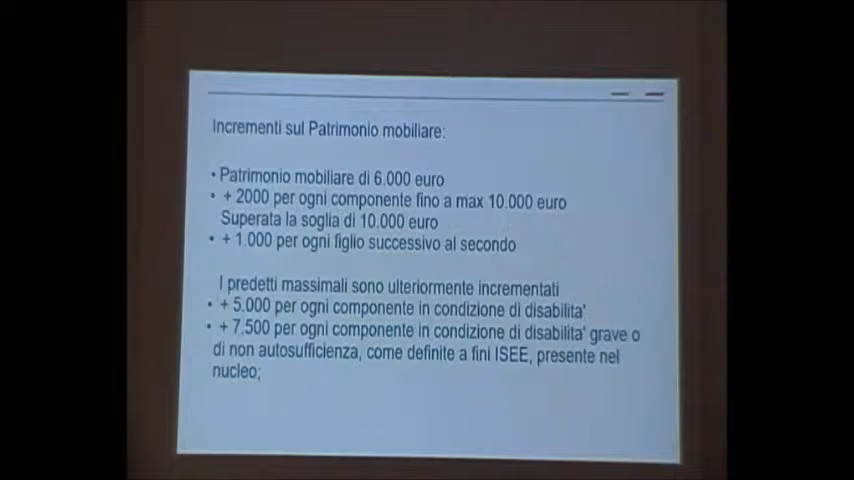 Incrementi sul Patrimonio mobiliare:
• Patrimonio mobiliare di 6.000 euro
• + 2000 per ogni componente fino a max 10.000 euro
Superata la soglia di 10.000 euro
• + 1.000 per ogni figlio successivo al secondo
I predetti massimali sono ulteriormente incrementati
• + 5.000 per ogni componente in condizione di disabilita'
• + 7.500 per ogni componente in condizione di disabilita' grave o
di non autosufficienza, come definite a fini ISEE, presente nel
nucleo;